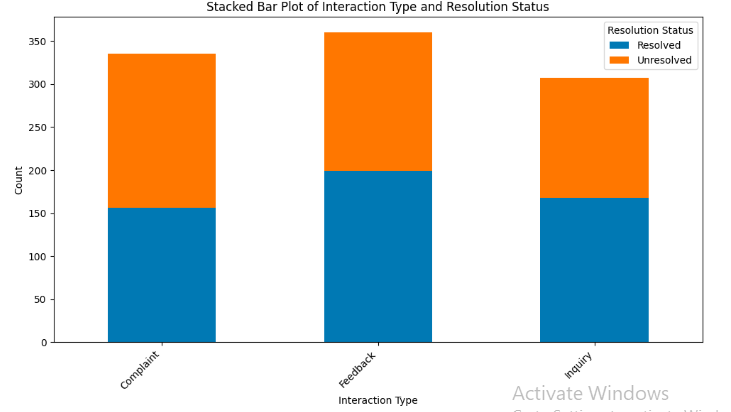 Stacked Bar Plot of Interaction Type and Resolution Status
Resolution Status
Resolved
Unresolved
350
300
250
200
150
100
50
0
Count
Complaint
Feedback
Inquiry
Interaction Type
Activate Windows